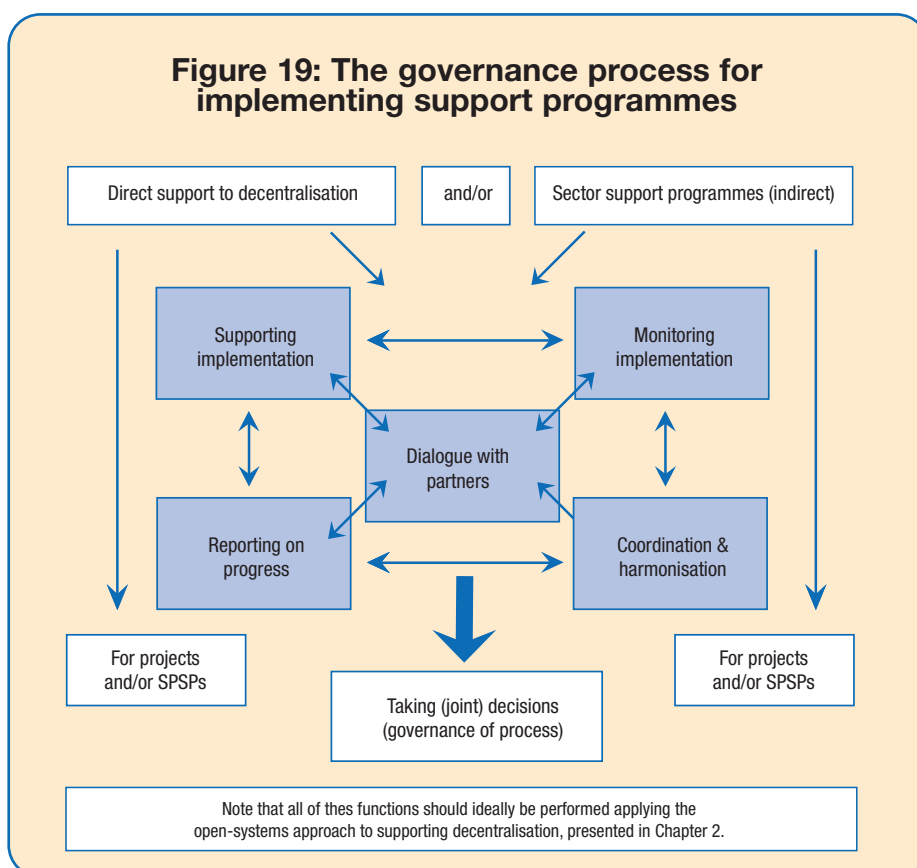 Figure 19: The governance process for
implementing support programmes
Direct support to decentralisation
and/or
Sector support programmes (indirect)
Supporting
implementation
Monitoring
implementation
Dialogue with
partners
Reporting on
progress
Coordination &
harmonisation
For projects
and/or SPSPs
For projects
and/or SPSPs
Taking (joint) decisions
(governance of process)
Note that all of thes functions should ideally be performed applying the
open-systems approach to supporting decentralisation, presented in Chapter 2.